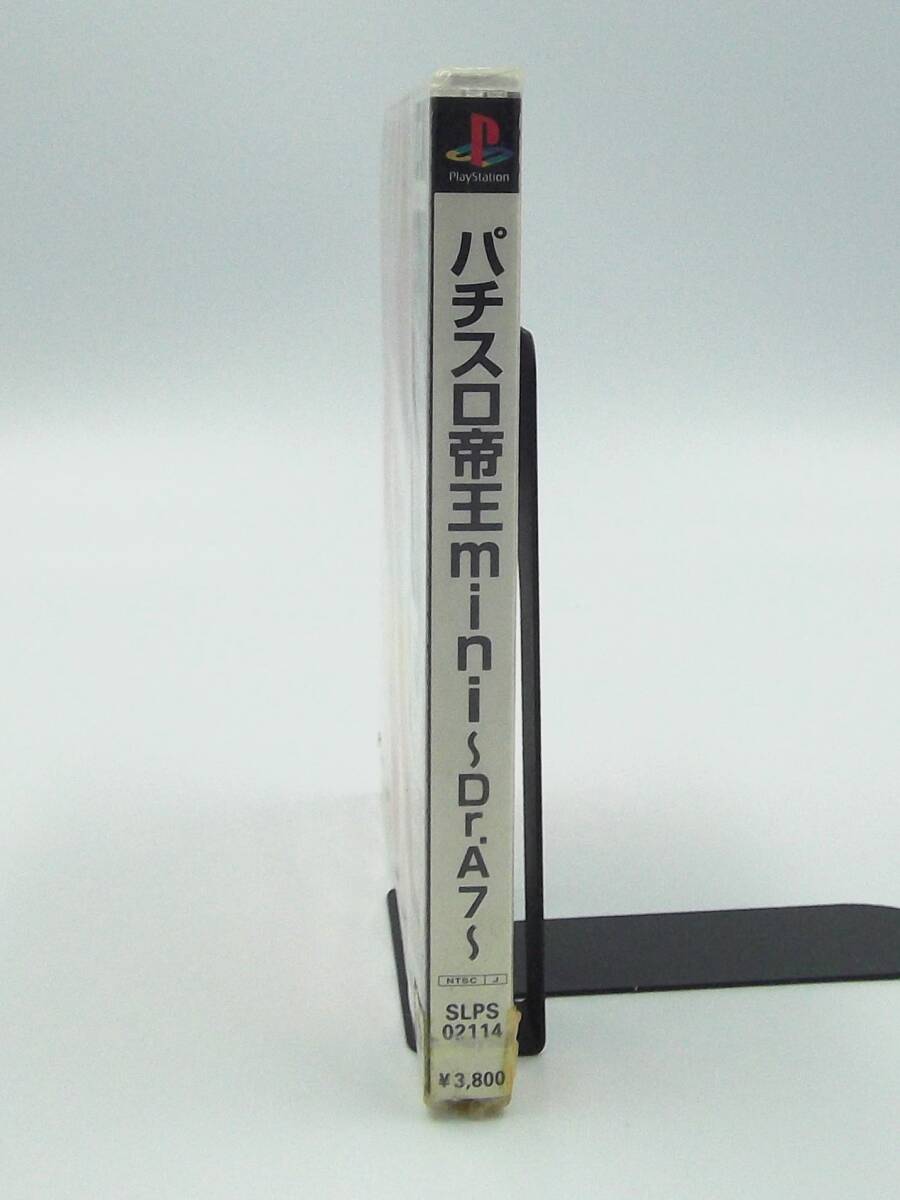 PlayStation
パチスロ帝王mini～Dr.A7～
NTSC J
SLPS
02114
¥3,800